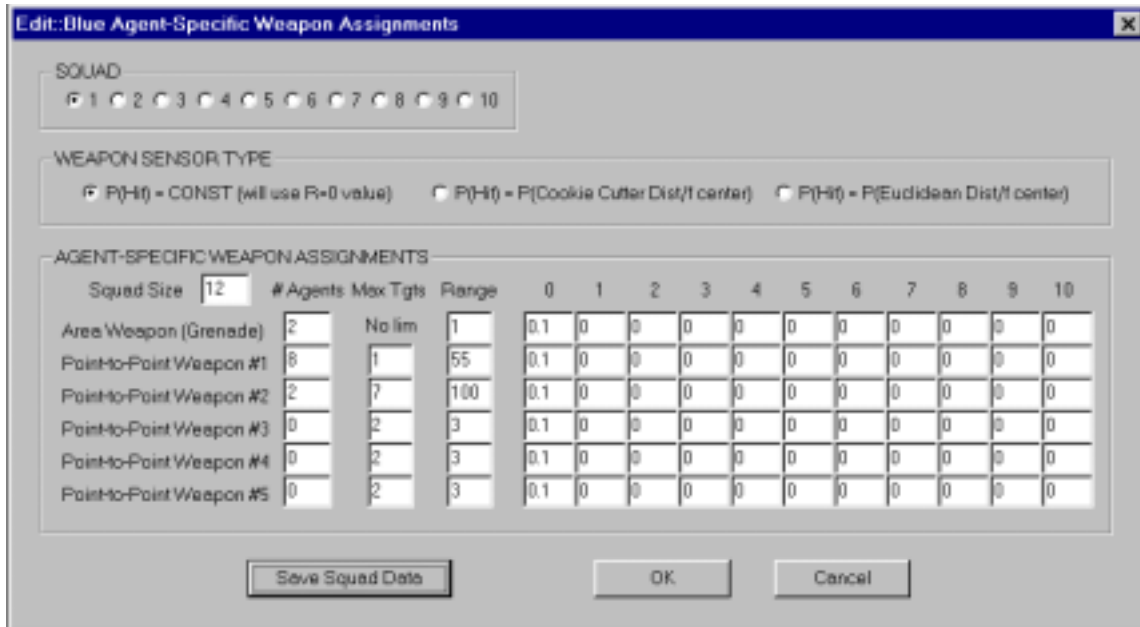 Edit::Blue Agent-Specific Weapon Assignments
SQUAD
1 2 3 4 5 6 7 8 9 10
WEAPON SENSOR TYPE
P(Hit) = CONST (will use R=0 value) P(Hit) = P(Cookie Cutter Dist/f center) P(Hit) = P(Euclidean Dist/f center)
AGENT-SPECIFIC WEAPON ASSIGNMENTS
Squad Size 12 # Agents Max Tgts Range 0 1 2 3 4 5 6 7 8 9 10
Area Weapon (Grenade) 2 No lim 1 0.1 0 0 0 0 0 0 0 0 0 0
Point-to-Point Weapon #1 8 1 55 0.1 0 0 0 0 0 0 0 0 0 0
Point-to-Point Weapon #2 2 7 100 0.1 0 0 0 0 0 0 0 0 0 0
Point-to-Point Weapon #3 0 2 3 0.1 0 0 0 0 0 0 0 0 0 0
Point-to-Point Weapon #4 0 2 3 0.1 0 0 0 0 0 0 0 0 0 0
Point-to-Point Weapon #5 0 2 3 0.1 0 0 0 0 0 0 0 0 0 0
Save Squad Data OK Cancel